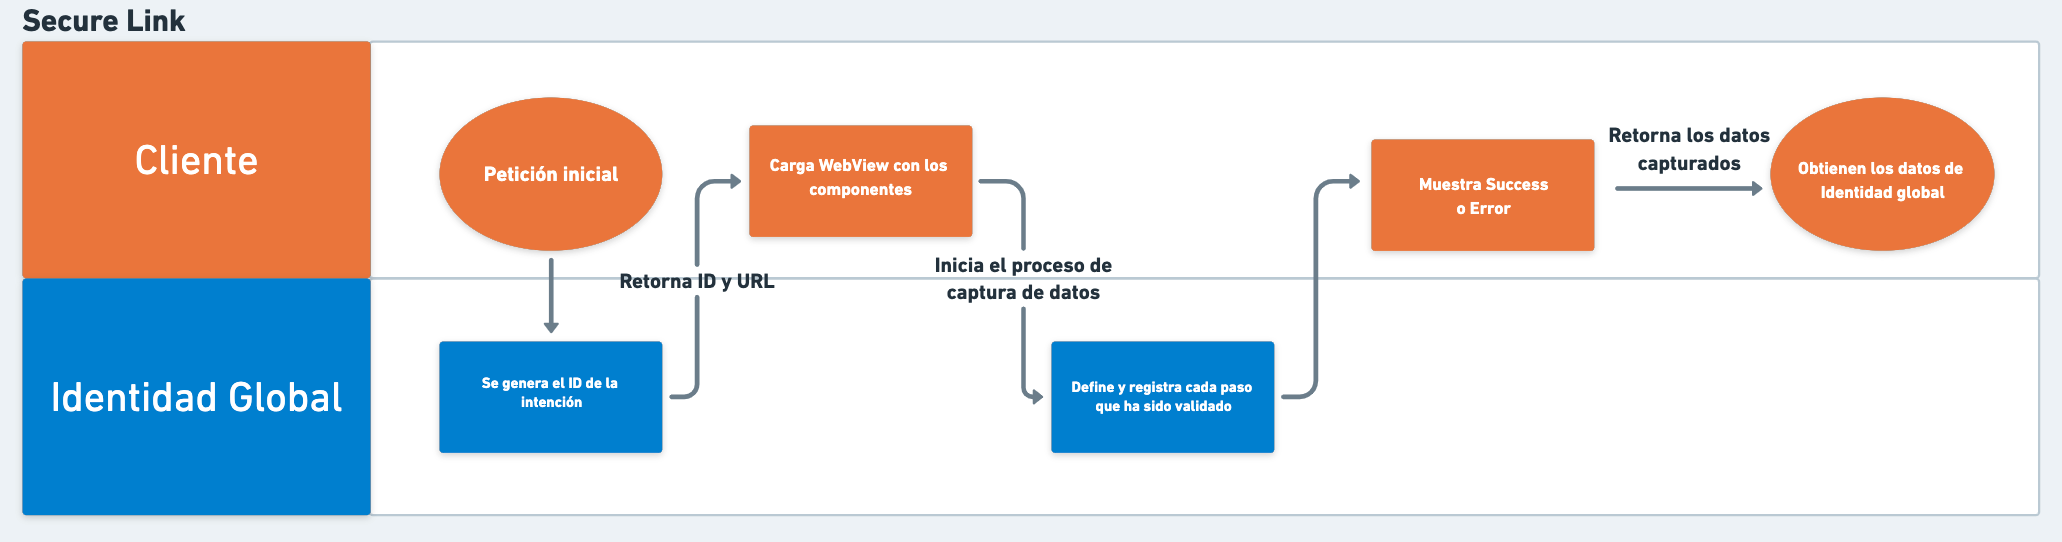 Secure Link
Cliente
Petición inicial
Carga WebView con los
componentes
Muestra Success
o Error
Retorna los datos
capturados
Obtienen los datos de
Identidad global
Retorna ID y URL
Inicia el proceso de
captura de datos
Identidad Global
Se genera el ID de la
intención
Define y registra cada paso
que ha sido validado